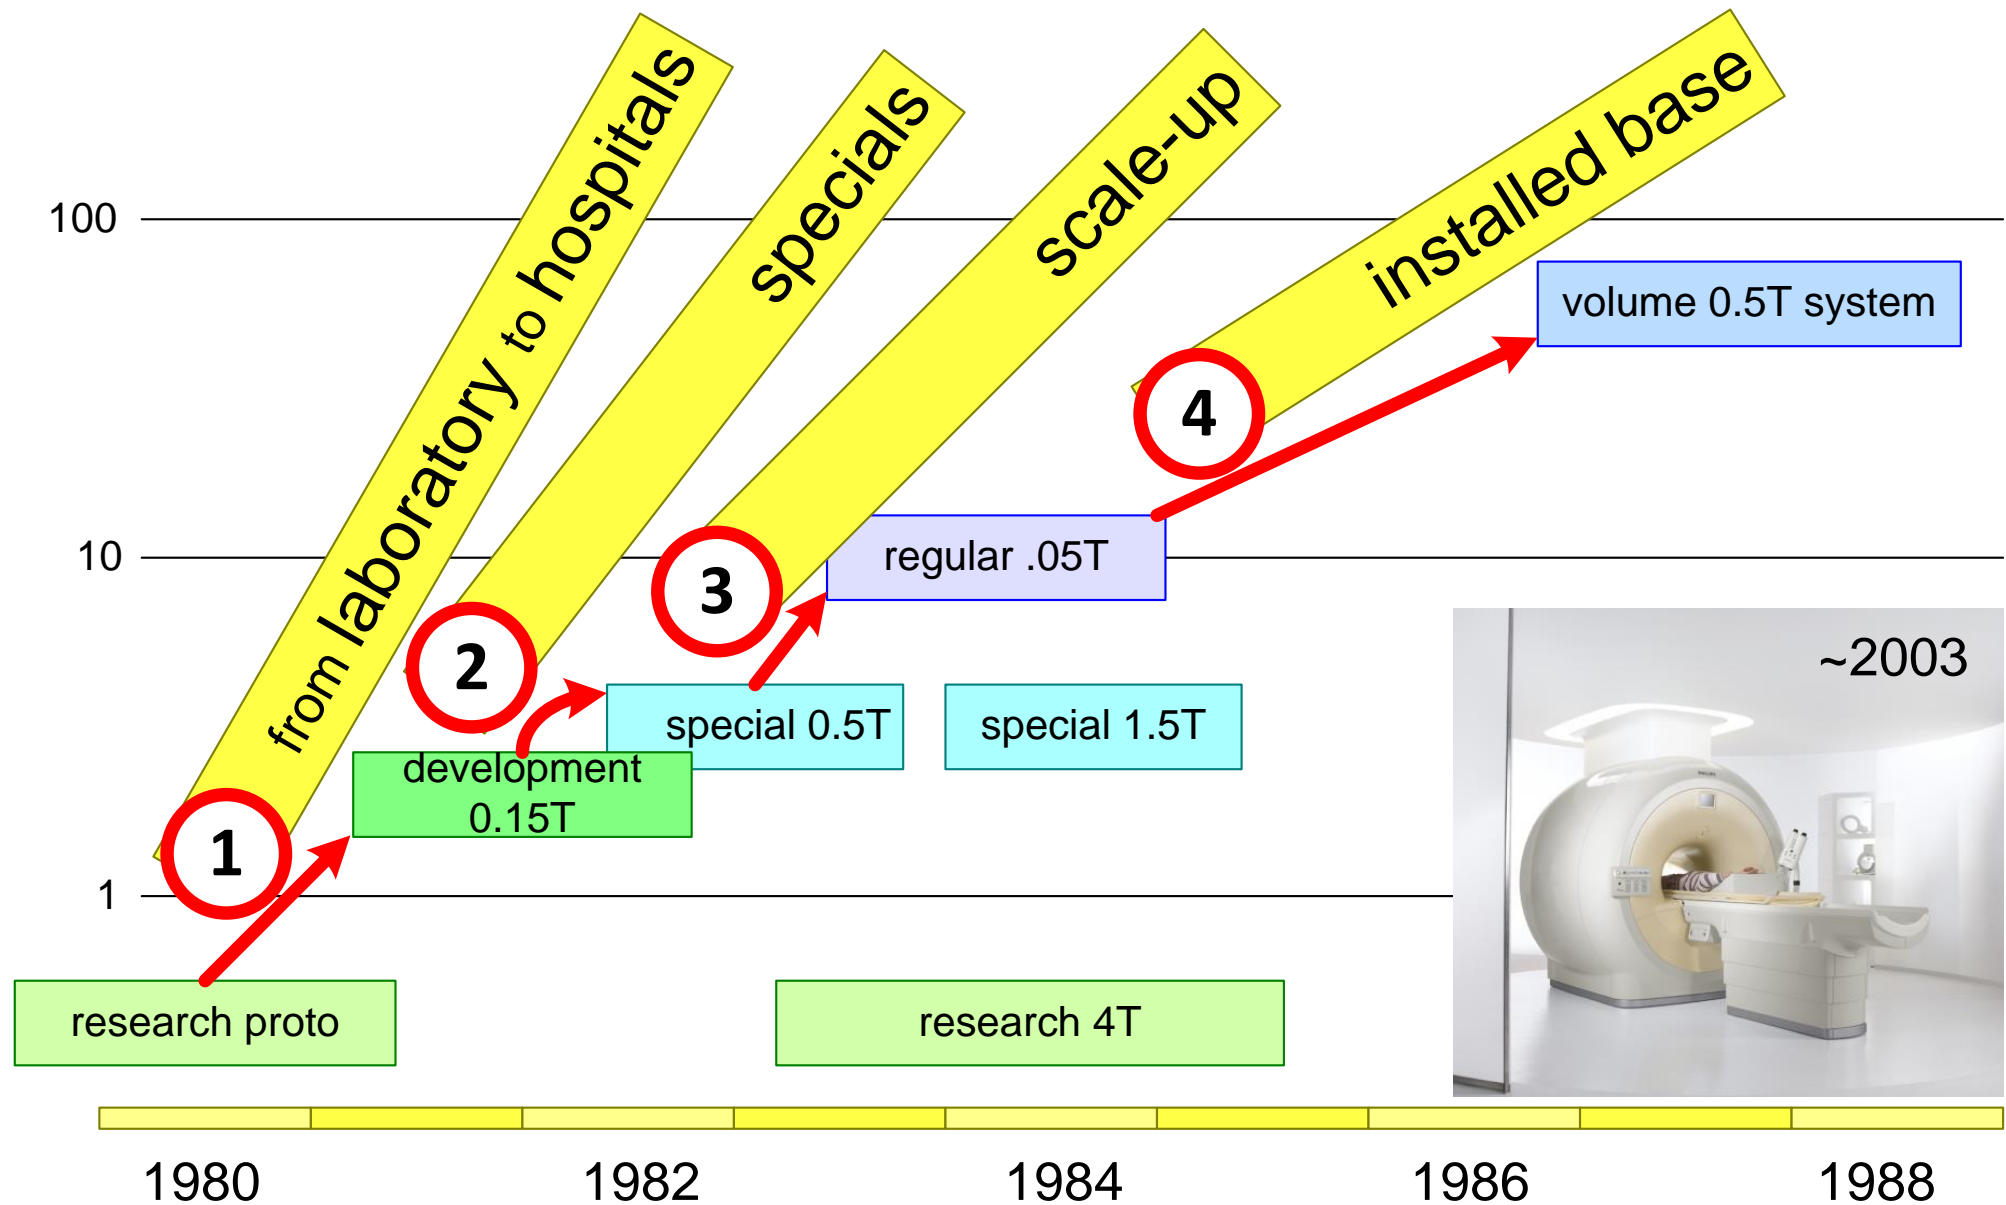 from laboratory to hospitals
specials
scale-up
installed base
100
volume 0.5T system
4
10
regular .05T
3
~2003
2
special 0.5T
special 1.5T
development
0.15T
1
1
research proto
research 4T
1980
1982
1984
1986
1988